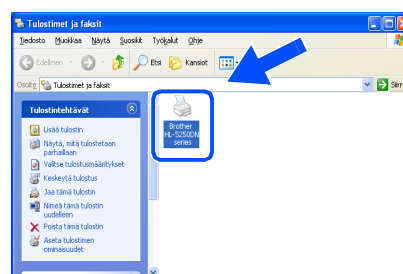 Tulostimet ja faksit
Tiedosto Muokkaa Näytä Suosikit Työkalut Ohje
Edellinen Etsi Kansiot
Osoite Tulostimet ja faksit Siirr
Tulostintehtävät
Lisää tulostin
Näytä, mitä tulostetaan
parhaillaan
Valitse tulostusmääritykset
Keskeytä tulostus
Jaa tämä tulostin
Nimeä tämä tulostin
uudelleen
Poista tämä tulostin
Aseta tulostimen
ominaisuudet
Brother
HL-5250DN
series